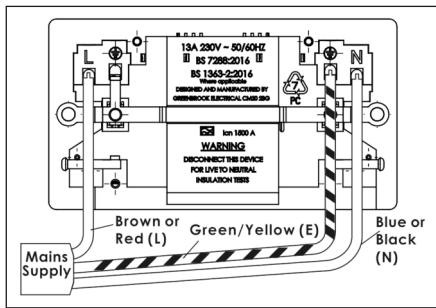 L
N
13A 230V ~ 50/60HZ
BS 7288:2016
BS 1363-2:2016
Where applicable
DESIGNED AND MANUFACTURED BY
GREENBROOK ELECTRICAL CM20 2BG
7
PC
Icn 1500 A
WARNING
DISCONNECT THIS DEVICE
FOR LIVE TO NEUTRAL
INSULATION TESTS
Brown or
Red (L)
Green/Yellow (E)
Blue or
Black
(N)
Mains
Supply